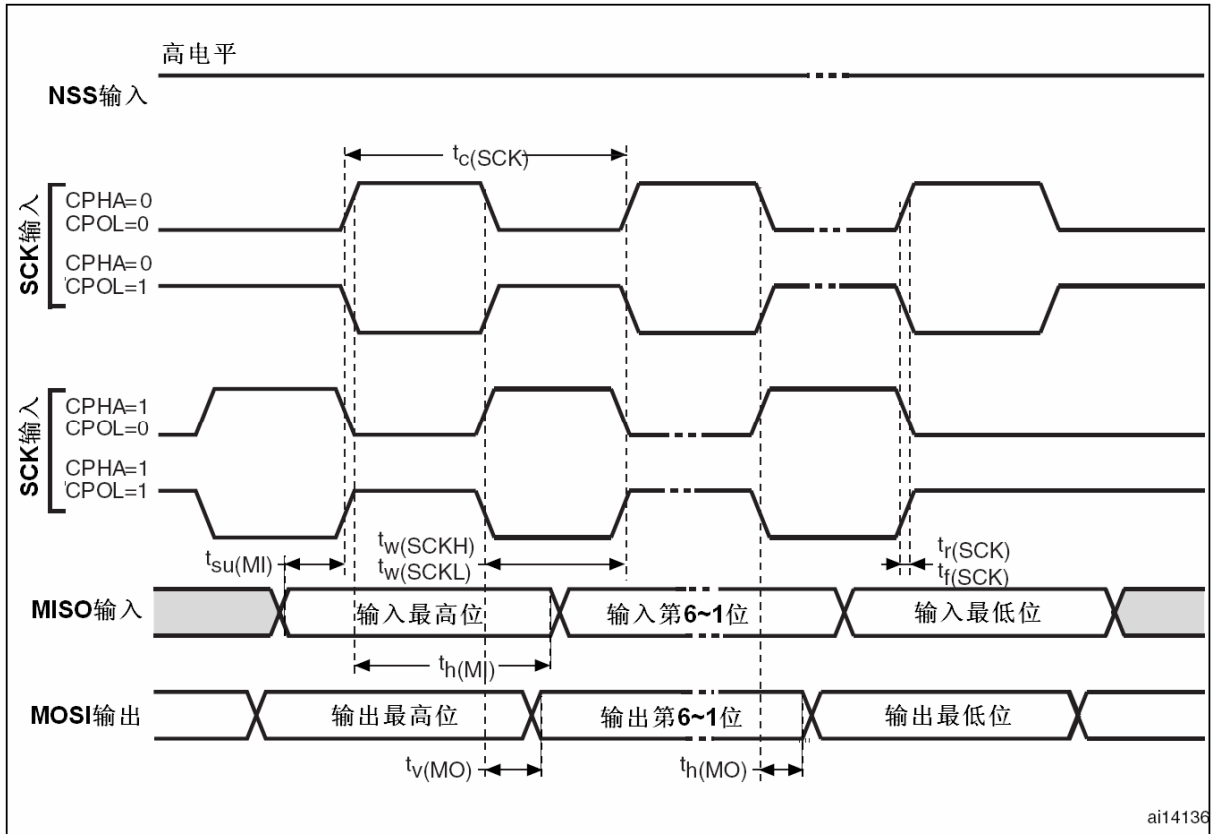 高电平
NSS输入
tc(SCK)
SCK输入
CPHA=0
CPOL=0
CPHA=0
CPOL=1
SCK输入
CPHA=1
CPOL=0
CPHA=1
CPOL=1
tsu(MI)
tw(SCKH)
tw(SCKL)
tr(SCK)
tf(SCK)
MISO输入
输入最高位
输入第6~1位
输入最低位
th(MI)
MOSI输出
输出最高位
输出第6~1位
输出最低位
tv(MO)
th(MO)
ai14136